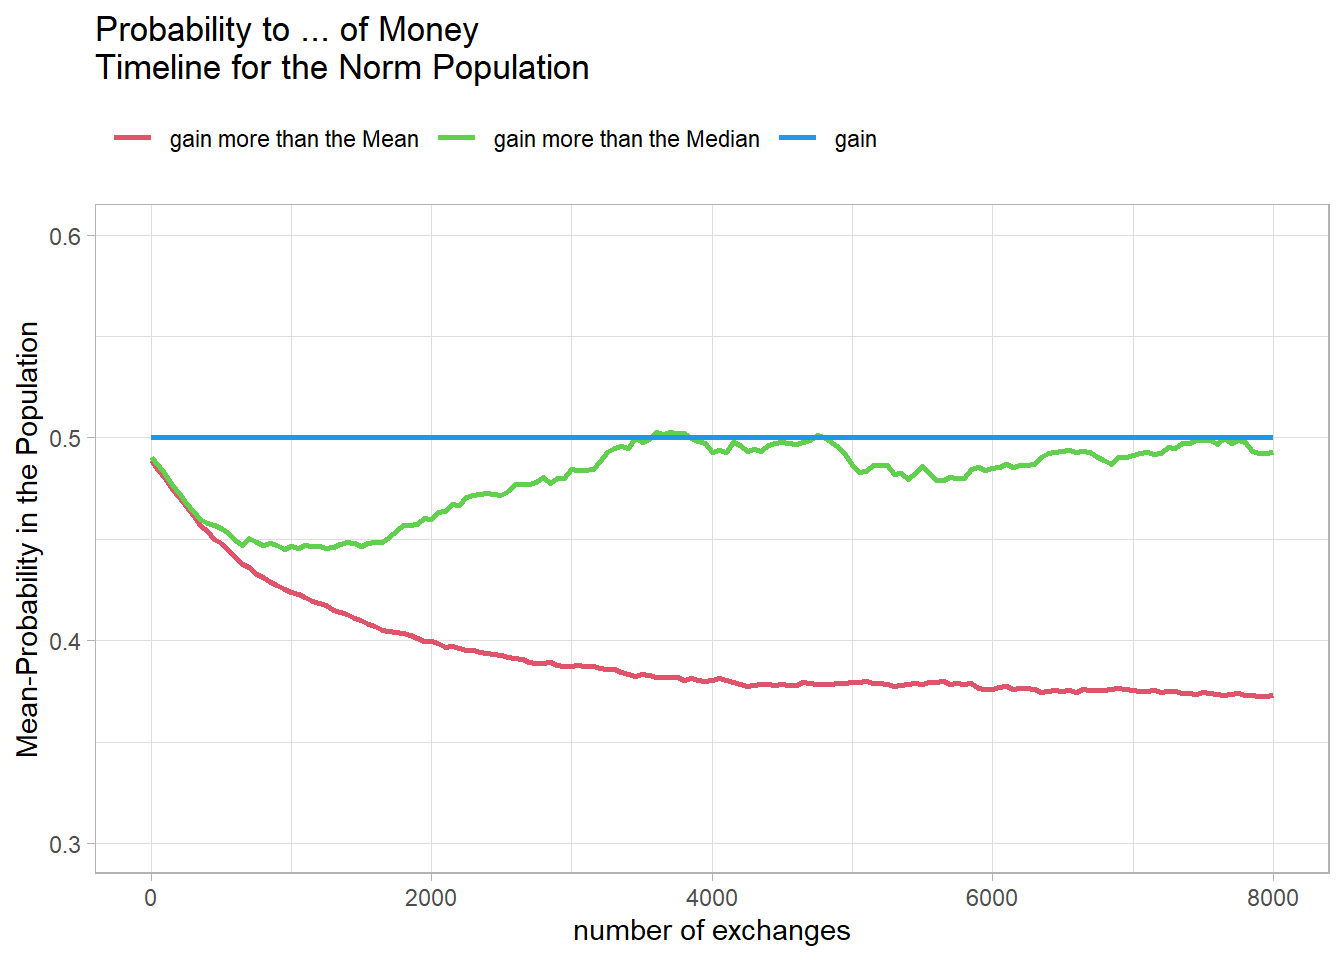 Probability to ... of Money
Timeline for the Norm Population
gain more than the Mean
gain more than the Median
gain
Mean-Probability in the Population
0.6
0.5
0.4
0.3
0
2000
4000
6000
8000
number of exchanges